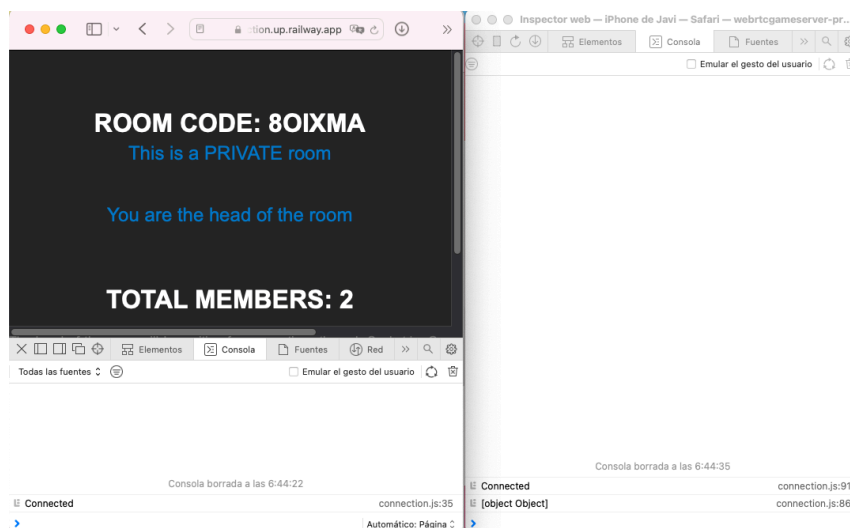 :tion.up.railway.app
ROOM CODE: 8OIXMA
This is a PRIVATE room
You are the head of the room
TOTAL MEMBERS: 2
Elementos Consola Fuentes Red
Todas las fuentes Emular el gesto del usuario
Consola borrada a las 6:44:22
Connected connection.js:35
Automático: Página
Inspector web — iPhone de Javi — Safari — webrtcgameserver-pr...
Elementos Consola Fuentes
Emular el gesto del usuario
Consola borrada a las 6:44:35
Connected connection.js:91
[object Object] connection.js:86